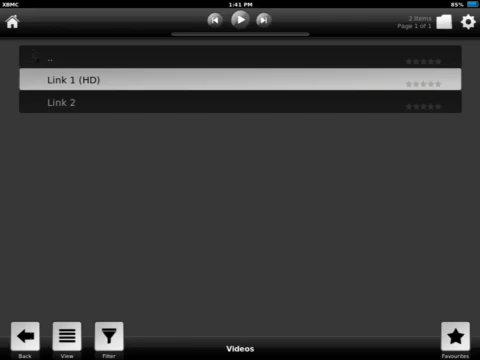 XBMC
1:41 PM
85%
2 Items
Page 1 of 1
..
Link 1 (HD)
Link 2
Back
View
Filter
Videos
Favourites